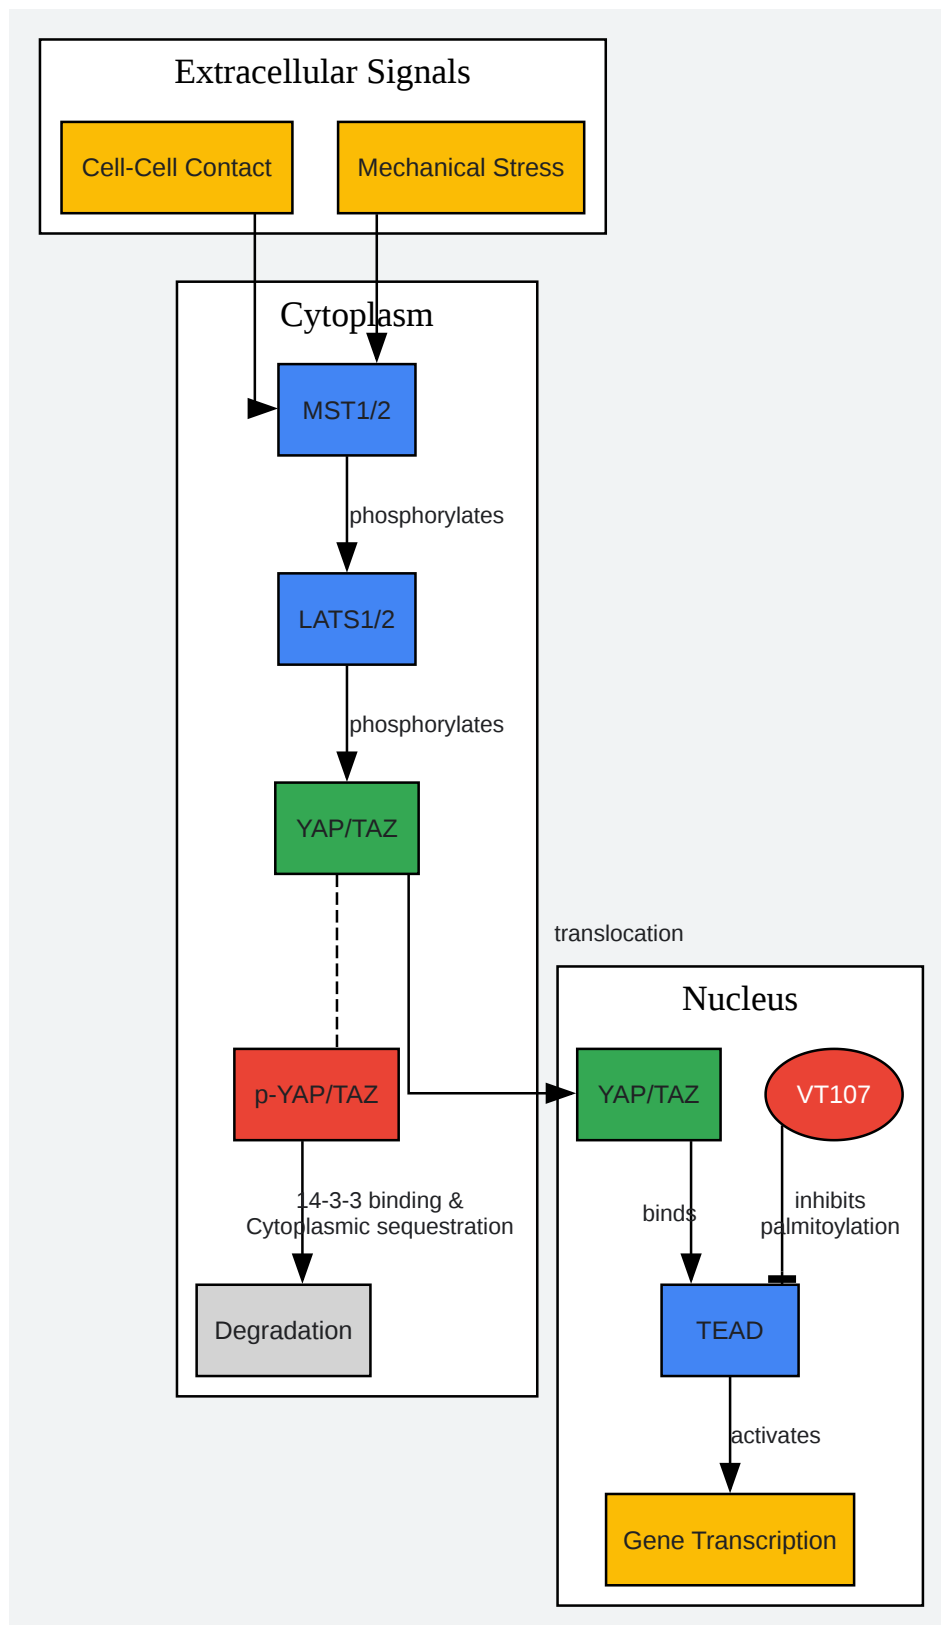 Extracellular Signals
Cell-Cell Contact
Mechanical Stress
Cytoplasm
MST1/2
phosphorylates
LATS1/2
phosphorylates
YAP/TAZ
translocation
Nucleus
p-YAP/TAZ
YAP/TAZ
VT107
14-3-3 binding &
Cytoplasmic sequestration
binds
inhibits
palmitoylation
Degradation
TEAD
activates
Gene Transcription